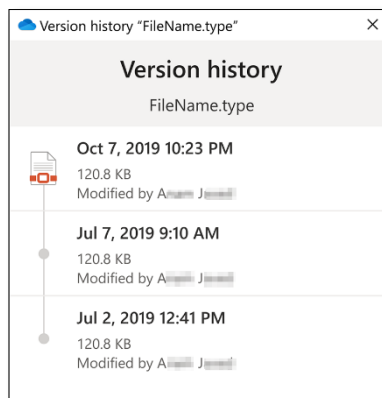 Version history "FileName.type"
Version history
FileName.type
Oct 7, 2019 10:23 PM
120.8 KB
Modified by
Jul 7, 2019 9:10 AM
120.8 KB
Modified by
Jul 2, 2019 12:41 PM
120.8 KB
Modified by